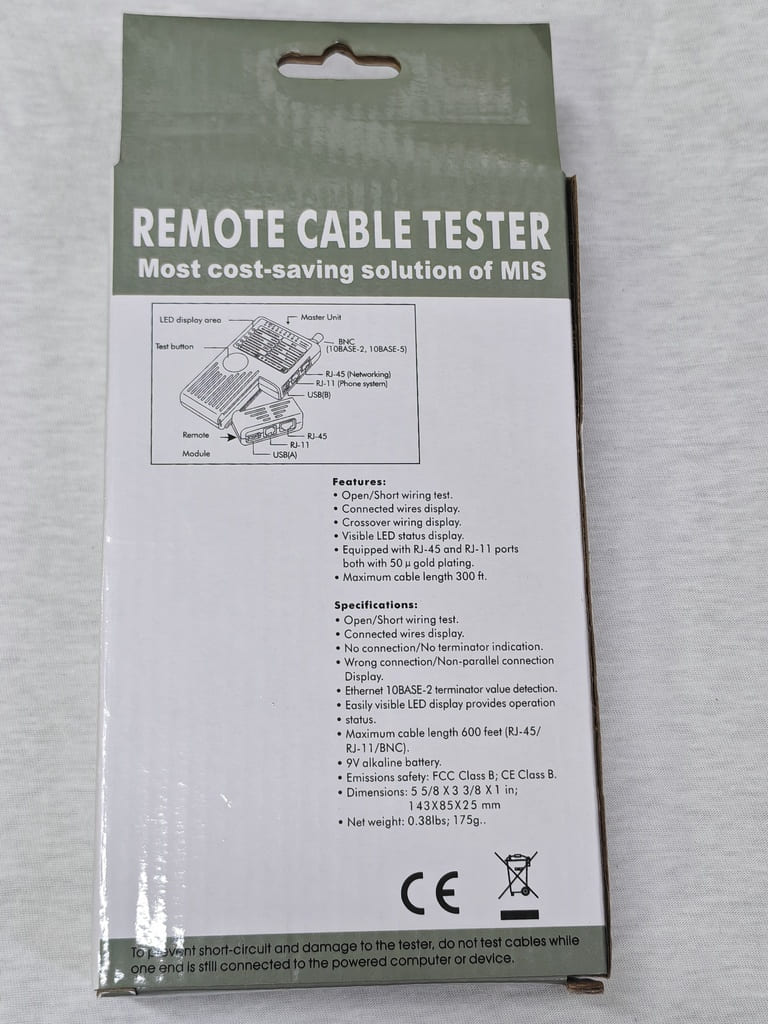 REMOTE CABLE TESTER
Most cost-saving solution of MIS
LED display area
Master Unit
Test button
BNC
(10BASE-2, 10BASE-5)
RJ-45 (Networking)
RJ-11 (Phone system)
USB(B)
Remote
Module
RJ-45
RJ-11
USB(A)
Features:
• Open/Short wiring test.
• Connected wires display.
• Crossover wiring display.
• Visible LED status display.
• Equipped with RJ-45 and RJ-11 ports
both with 50 μ gold plating.
• Maximum cable length 300 ft.
Specifications:
• Open/Short wiring test.
• Connected wires display.
• No connection/No terminator indication.
• Wrong connection/Non-parallel connection
Display.
• Ethernet 10BASE-2 terminator value detection.
• Easily visible LED display provides operation
• status.
• Maximum cable length 600 feet (RJ-45/
RJ-11/BNC).
• 9V alkaline battery.
• Emissions safety: FCC Class B; CE Class B.
• Dimensions: 5 5/8 X 3 3/8 X 1 in;
143X85X25 mm
• Net weight: 0.38lbs; 175g..
CE
To prevent short-circuit and damage to the tester, do not test cables while
one end is still connected to the powered computer or device.